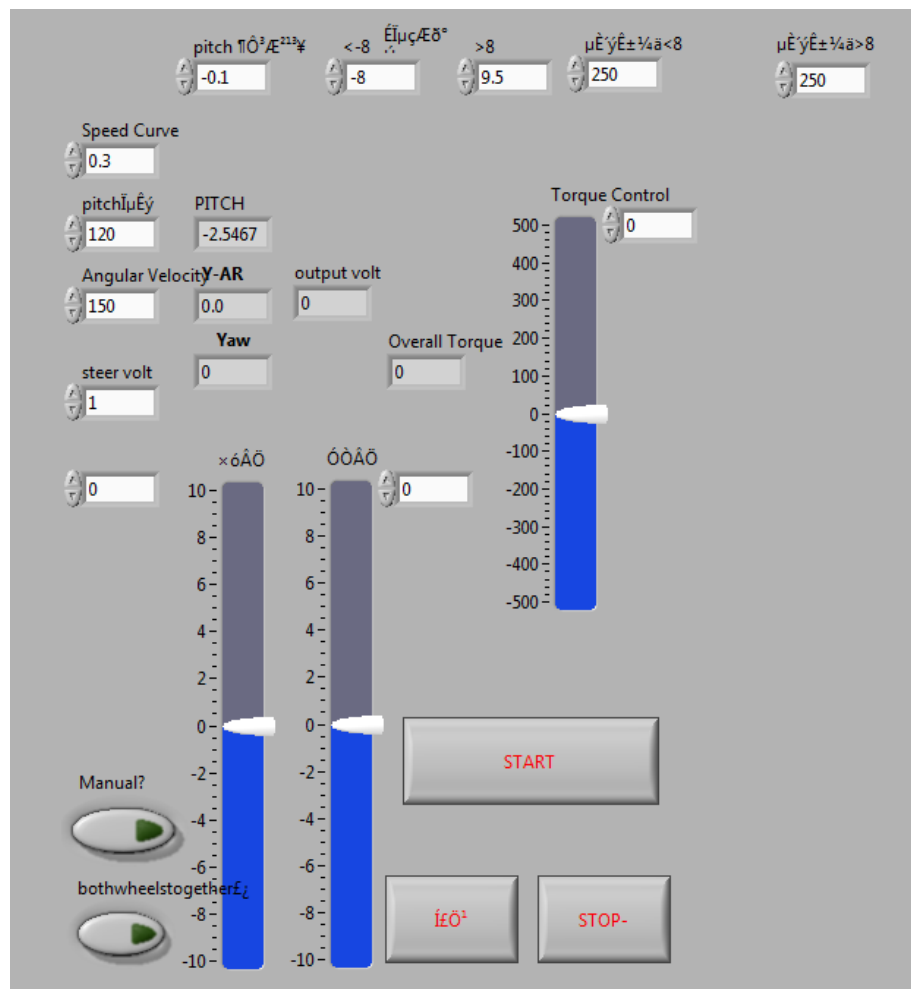 pitch ¶Ô³Æ²¹³¥
<-8
ÉÏµçÆð°
>8
µÈ´ýÊ±¼ä<8
µÈ´ýÊ±¼ä>8
-0.1
-8
9.5
250
250
Speed Curve
0.3
pitchÏµÊý
PITCH
120
-2.5467
Angular Velocity
Y-AR
output volt
150
0.0
0
Yaw
Overall Torque
0
0
steer volt
1
Torque Control
0
500
400
300
200
100
0
-100
-200
-300
-400
-500
×óÂÖ
ÓÒÂÖ
0
0
10
8
6
4
2
0
-2
-4
-6
-8
-10
10
8
6
4
2
0
-2
-4
-6
-8
-10
START
Manual?
bothwheelstogether£¿
Í£Ö¹
STOP-